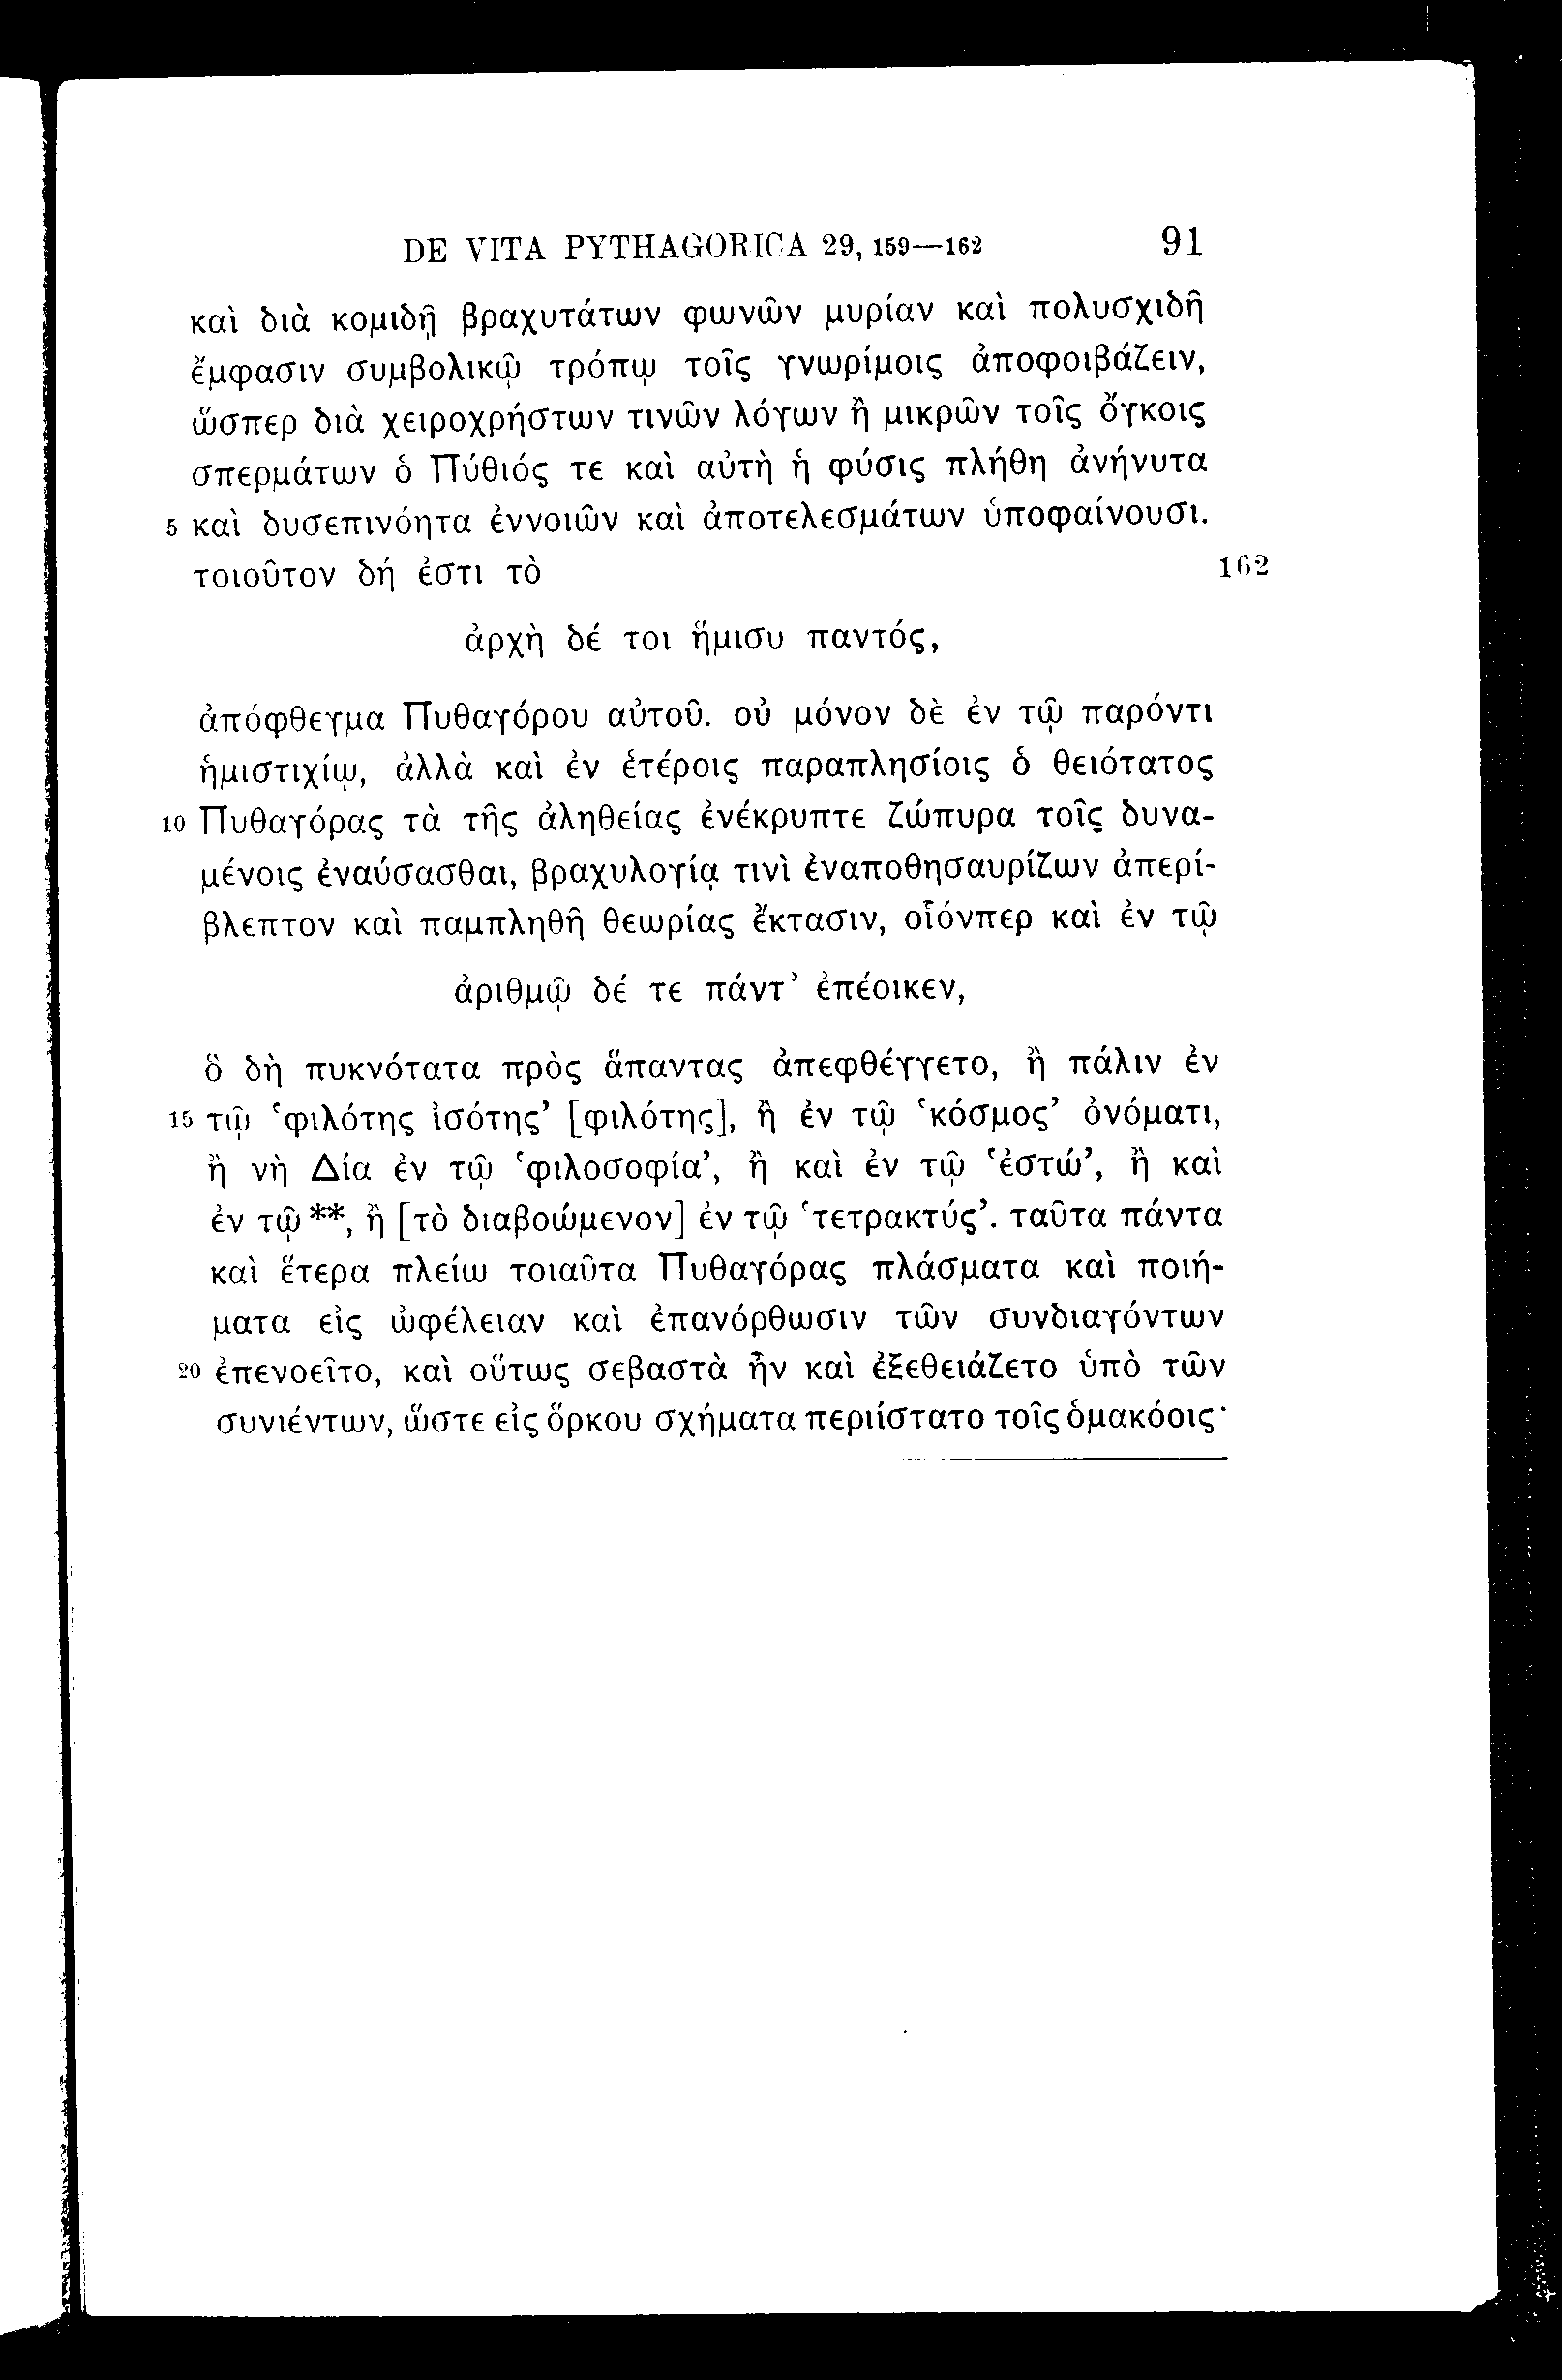 DE VITA PYTHAGORICA 29, 159—162 91
καὶ διὰ κομιδῇ βραχυτάτων φωνῶν μυρίαν καὶ πολυσχιδῆ
ἔμφασιν συμβολικῷ τρόπῳ τοῖς γνωρίμοις ἀποφοιβάζειν,
ὥσπερ διὰ χειροχρήστων τινῶν λόγων ἢ μικρῶν τοῖς ὄγκοις
σπερμάτων ὁ Πύθιός τε καὶ αὐτὴ ἡ φύσις πλήθη ἀνήνυτα
5 καὶ δυσεπινόητα ἐννοιῶν καὶ ἀποτελεσμάτων ὑποφαίνουσι.
τοιοῦτον δή ἐστι τὸ 162
ἀρχὴ δέ τοι ἥμισυ παντός,
ἀπόφθεγμα Πυθαγόρου αὐτοῦ. οὐ μόνον δὲ ἐν τῷ παρόντι
ἡμιστιχίῳ, ἀλλὰ καὶ ἐν ἑτέροις παραπλησίοις ὁ θειότατος
10 Πυθαγόρας τὰ τῆς ἀληθείας ἐνέκρυπτε ζώπυρα τοῖς δυνα-
μένοις ἐναύσασθαι, βραχυλογίᾳ τινὶ ἐναποθησαυρίζων ἀπερί-
βλεπτον καὶ παμπληθῆ θεωρίας ἔκτασιν, οἷόνπερ καὶ ἐν τῷ
ἀριθμῷ δέ τε πάντ’ ἐπέοικεν,
ὃ δὴ πυκνότατα πρὸς ἅπαντας ἀπεφθέγγετο, ἢ πάλιν ἐν
15 τῷ ‘φιλότης ἰσότης’ [φιλότης], ἢ ἐν τῷ ‘κόσμος’ ὀνόματι,
ἢ νὴ Δία ἐν τῷ ‘φιλοσοφία’, ἢ καὶ ἐν τῷ ‘ἐστώ’, ἢ καὶ
ἐν τῷ **, ἢ [τὸ διαβοώμενον] ἐν τῷ ‘τετρακτύς’. ταῦτα πάντα
καὶ ἕτερα πλείω τοιαῦτα Πυθαγόρας πλάσματα καὶ ποιή-
ματα εἰς ὠφέλειαν καὶ ἐπανόρθωσιν τῶν συνδιαγόντων
20 ἐπενοεῖτο, καὶ οὕτως σεβαστὰ ἦν καὶ ἐξεθειάζετο ὑπὸ τῶν
συνιέντων, ὥστε εἰς ὅρκου σχήματα περιίστατο τοῖς ὁμακόοις·